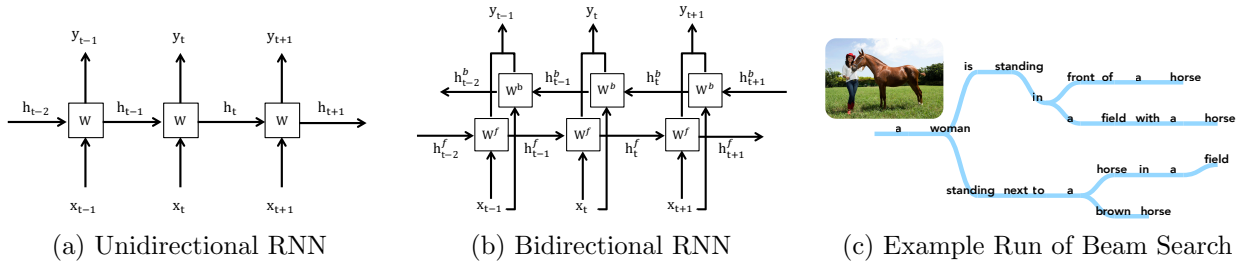 y_{t-1} y_t y_{t+1}
h_{t-2} h_{t-1} h_t h_{t+1}
W W W
x_{t-1} x_t x_{t+1}
(a) Unidirectional RNN
y_{t-1} y_t y_{t+1}
h^b_{t-2} h^b_{t-1} h^b_t h^b_{t+1}
W^b W^b W^b
W^f W^f W^f
h^f_{t-2} h^f_{t-1} h^f_t h^f_{t+1}
x_{t-1} x_t x_{t+1}
(b) Bidirectional RNN
a woman
is standing
in
front of a horse
a field with a horse
standing next to a
horse in a field
brown horse
(c) Example Run of Beam Search